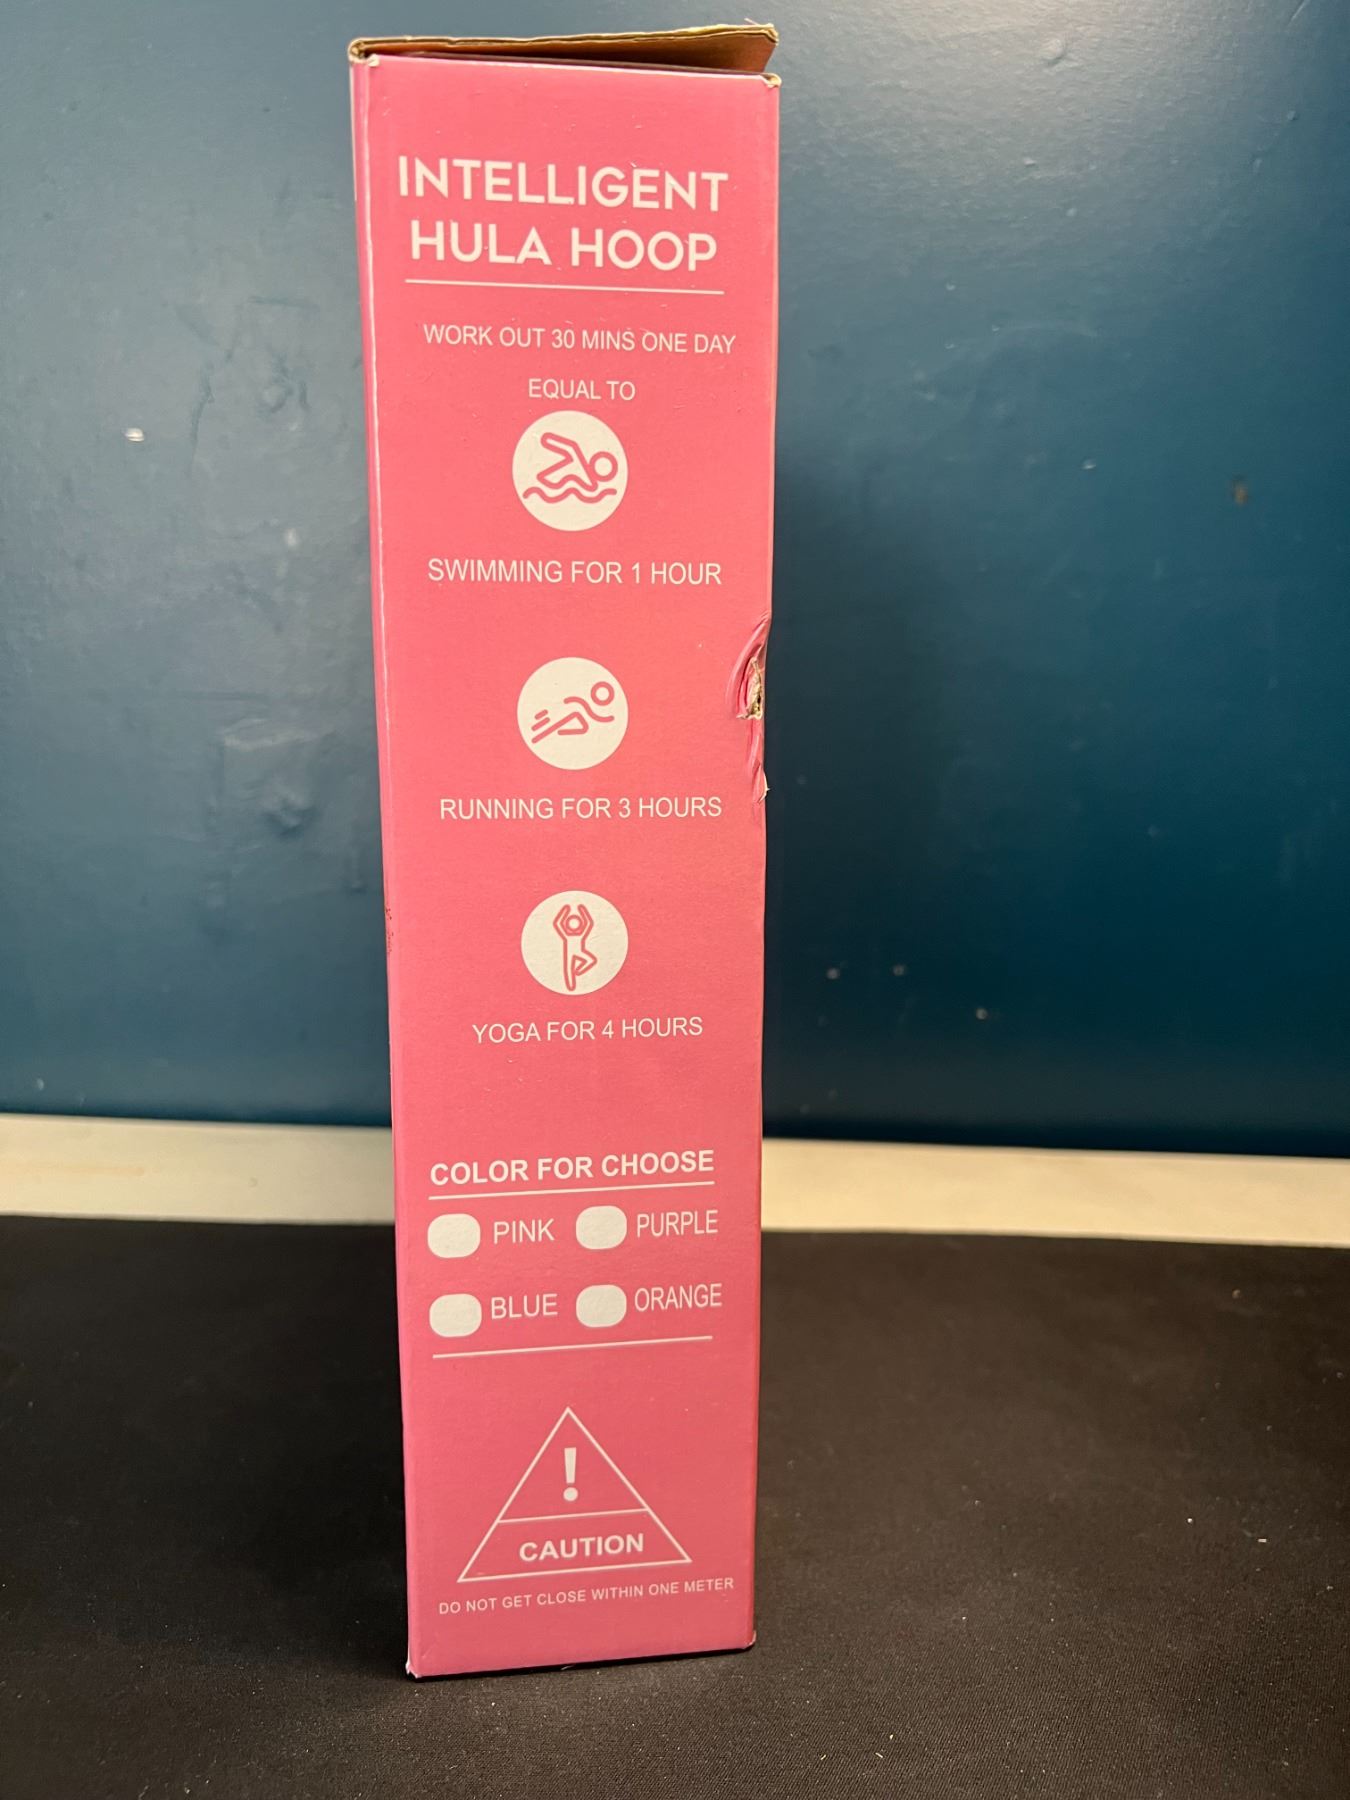 INTELLIGENT
HULA HOOP
WORK OUT 30 MINS ONE DAY
EQUAL TO
SWIMMING FOR 1 HOUR
RUNNING FOR 3 HOURS
YOGA FOR 4 HOURS
COLOR FOR CHOOSE
PINK PURPLE
BLUE ORANGE
!
CAUTION
DO NOT GET CLOSE WITHIN ONE METER